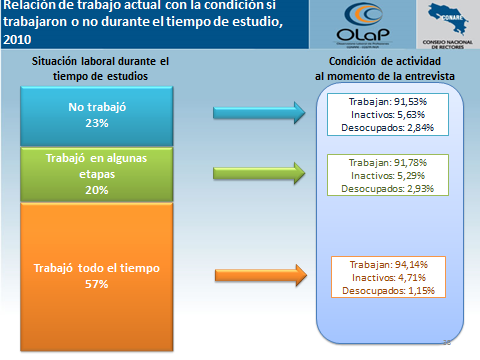 Relación de trabajo actual con la condición si
trabajaron o no durante el tiempo de estudio,
2010
OLaP
CONARE
CONSEJO NACIONAL
DE RECTORES
Situación laboral durante el
tiempo de estudios
Condición de actividad
al momento de la entrevista
No trabajó
23%
Trabajan: 91,53%
Inactivos: 5,63%
Desocupados: 2,84%
Trabajó en algunas
etapas
20%
Trabajan: 91,78%
Inactivos: 5,29%
Desocupados: 2,93%
Trabajó todo el tiempo
57%
Trabajan: 94,14%
Inactivos: 4,71%
Desocupados: 1,15%